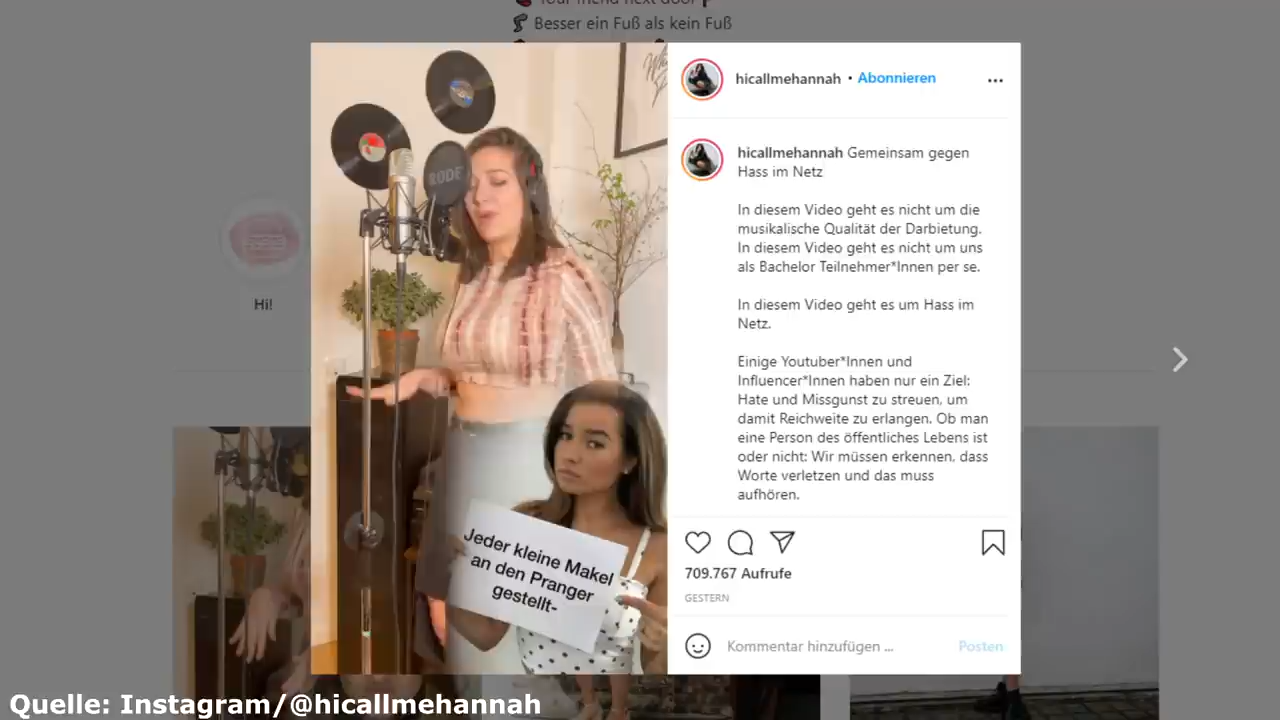 Besser ein Fuß als kein Fuß
hicallmehannah • Abonnieren
hicallmehannah Gemeinsam gegen
Hass im Netz
In diesem Video geht es nicht um die
musikalische Qualität der Darbietung.
In diesem Video geht es nicht um uns
als Bachelor Teilnehmer*Innen per se.
In diesem Video geht es um Hass im
Netz.
Einige Youtuber*Innen und
Influencer*Innen haben nur ein Ziel:
Hate und Missgunst zu streuen, um
damit Reichweite zu erlangen. Ob man
eine Person des öffentliches Lebens ist
oder nicht: Wir müssen erkennen, dass
Worte verletzen und das muss
aufhören.
709.767 Aufrufe
GESTERN
Kommentar hinzufügen ...
Posten
RODE
Jeder kleine Makel
an den Pranger
gestellt-
Hi!
Quelle: Instagram/@hicallmehannah